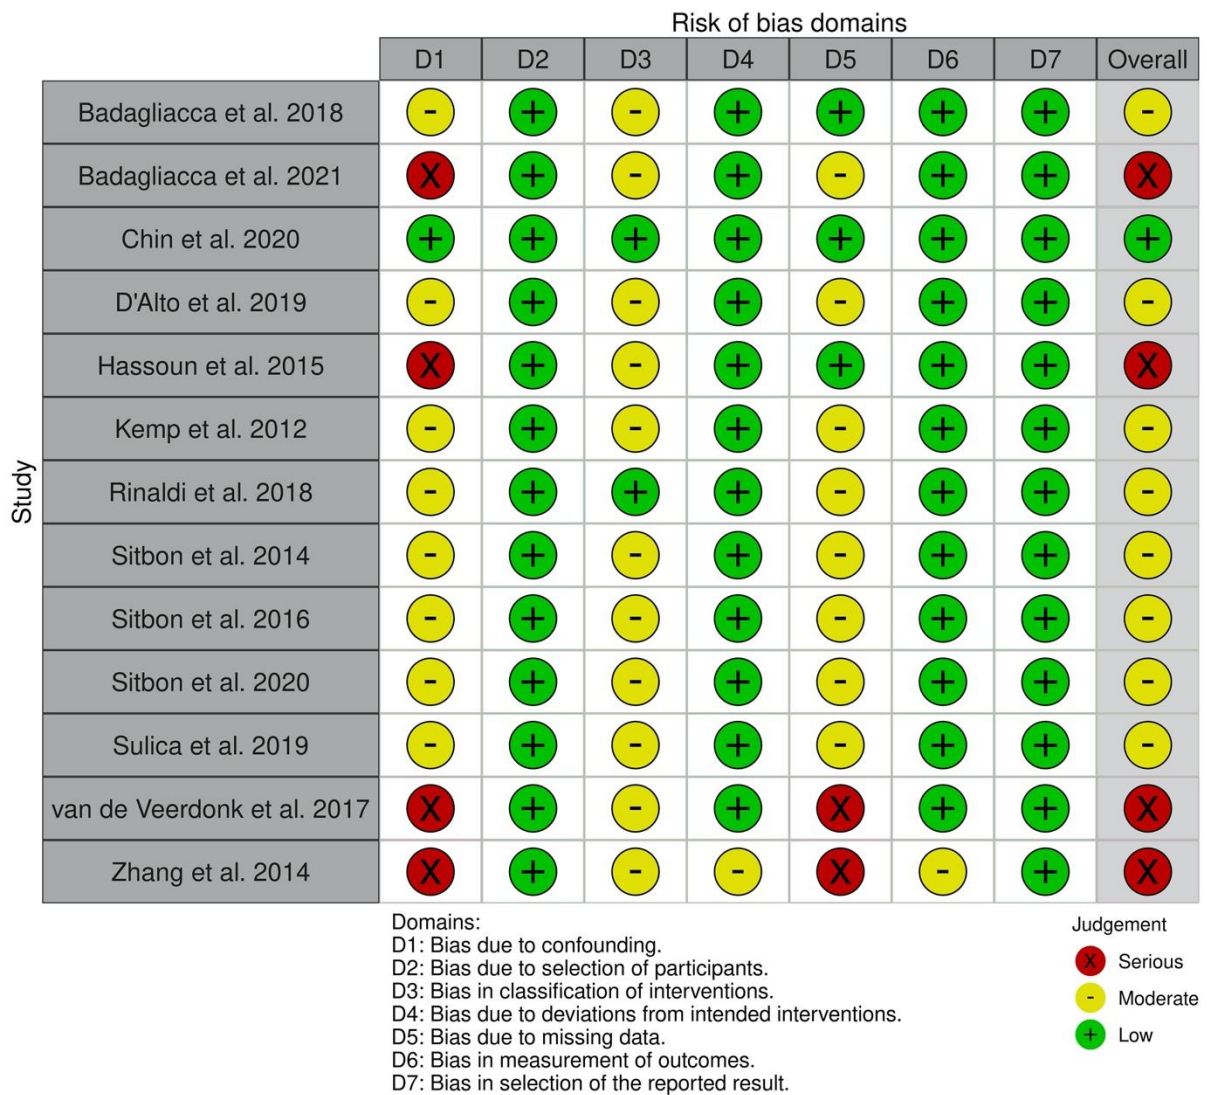 Risk of bias domains
D1 D2 D3 D4 D5 D6 D7 Overall
Study
Badagliacca et al. 2018 - + - + + + + -
Badagliacca et al. 2021 X + - + - + + X
Chin et al. 2020 + + + + + + + +
D'Alto et al. 2019 - + - + - + + -
Hassoun et al. 2015 X + - + + + + X
Kemp et al. 2012 - + - + - + + -
Rinaldi et al. 2018 - + + + - + + -
Sitbon et al. 2014 - + - + - + + -
Sitbon et al. 2016 - + - + - + + -
Sitbon et al. 2020 - + - + - + + -
Sulica et al. 2019 - + - + - + + -
van de Veerdonk et al. 2017 X + - + X + + X
Zhang et al. 2014 X + - - X - + X
Domains:
D1: Bias due to confounding.
D2: Bias due to selection of participants.
D3: Bias in classification of interventions.
D4: Bias due to deviations from intended interventions.
D5: Bias due to missing data.
D6: Bias in measurement of outcomes.
D7: Bias in selection of the reported result.
Judgement
X Serious
- Moderate
+ Low